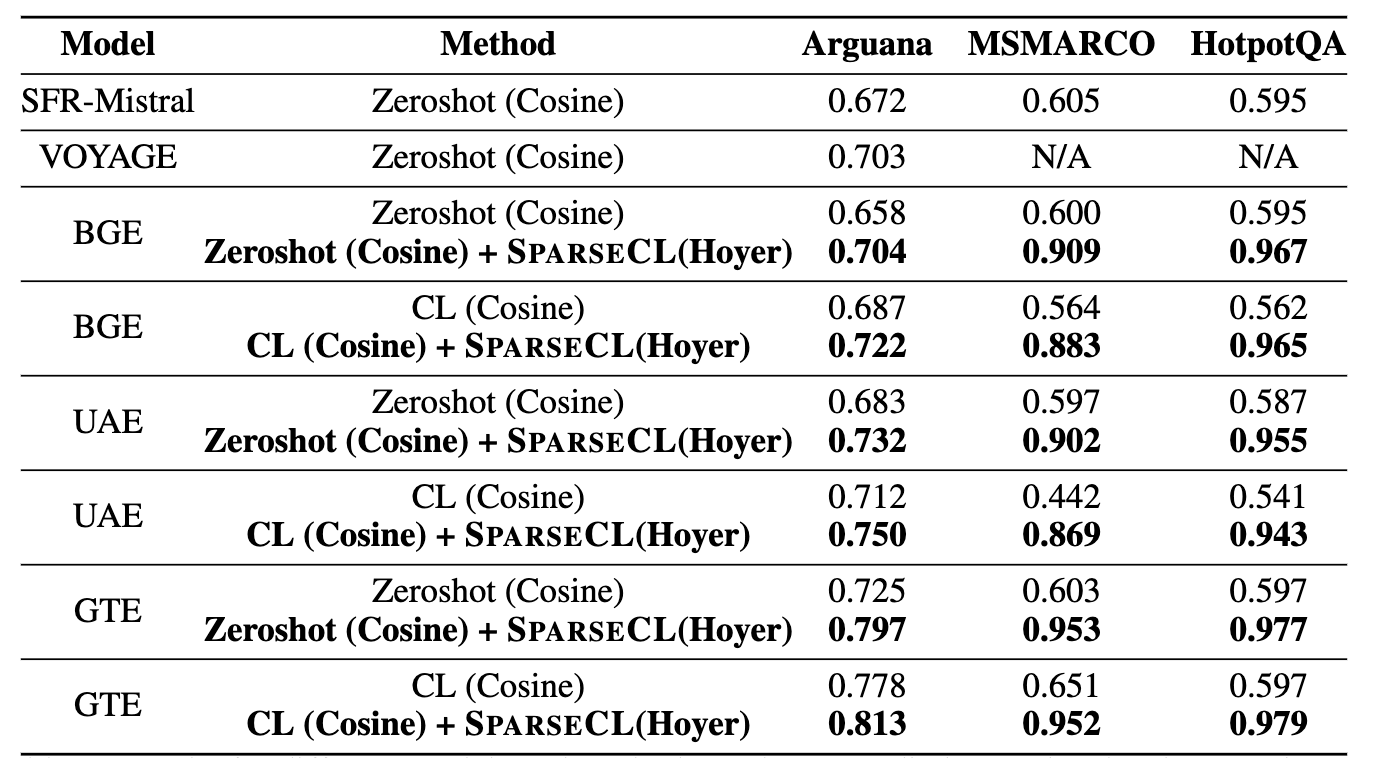 Model Method Arguana MSMARCO HotpotQA
SFR-Mistral Zeroshot (Cosine) 0.672 0.605 0.595
VOYAGE Zeroshot (Cosine) 0.703 N/A N/A
BGE Zeroshot (Cosine) 0.658 0.600 0.595
Zeroshot (Cosine) + SPARSECL(Hoyer) 0.704 0.909 0.967
BGE CL (Cosine) 0.687 0.564 0.562
CL (Cosine) + SPARSECL(Hoyer) 0.722 0.883 0.965
UAE Zeroshot (Cosine) 0.683 0.597 0.587
Zeroshot (Cosine) + SPARSECL(Hoyer) 0.732 0.902 0.955
UAE CL (Cosine) 0.712 0.442 0.541
CL (Cosine) + SPARSECL(Hoyer) 0.750 0.869 0.943
GTE Zeroshot (Cosine) 0.725 0.603 0.597
Zeroshot (Cosine) + SPARSECL(Hoyer) 0.797 0.953 0.977
GTE CL (Cosine) 0.778 0.651 0.597
CL (Cosine) + SPARSECL(Hoyer) 0.813 0.952 0.979